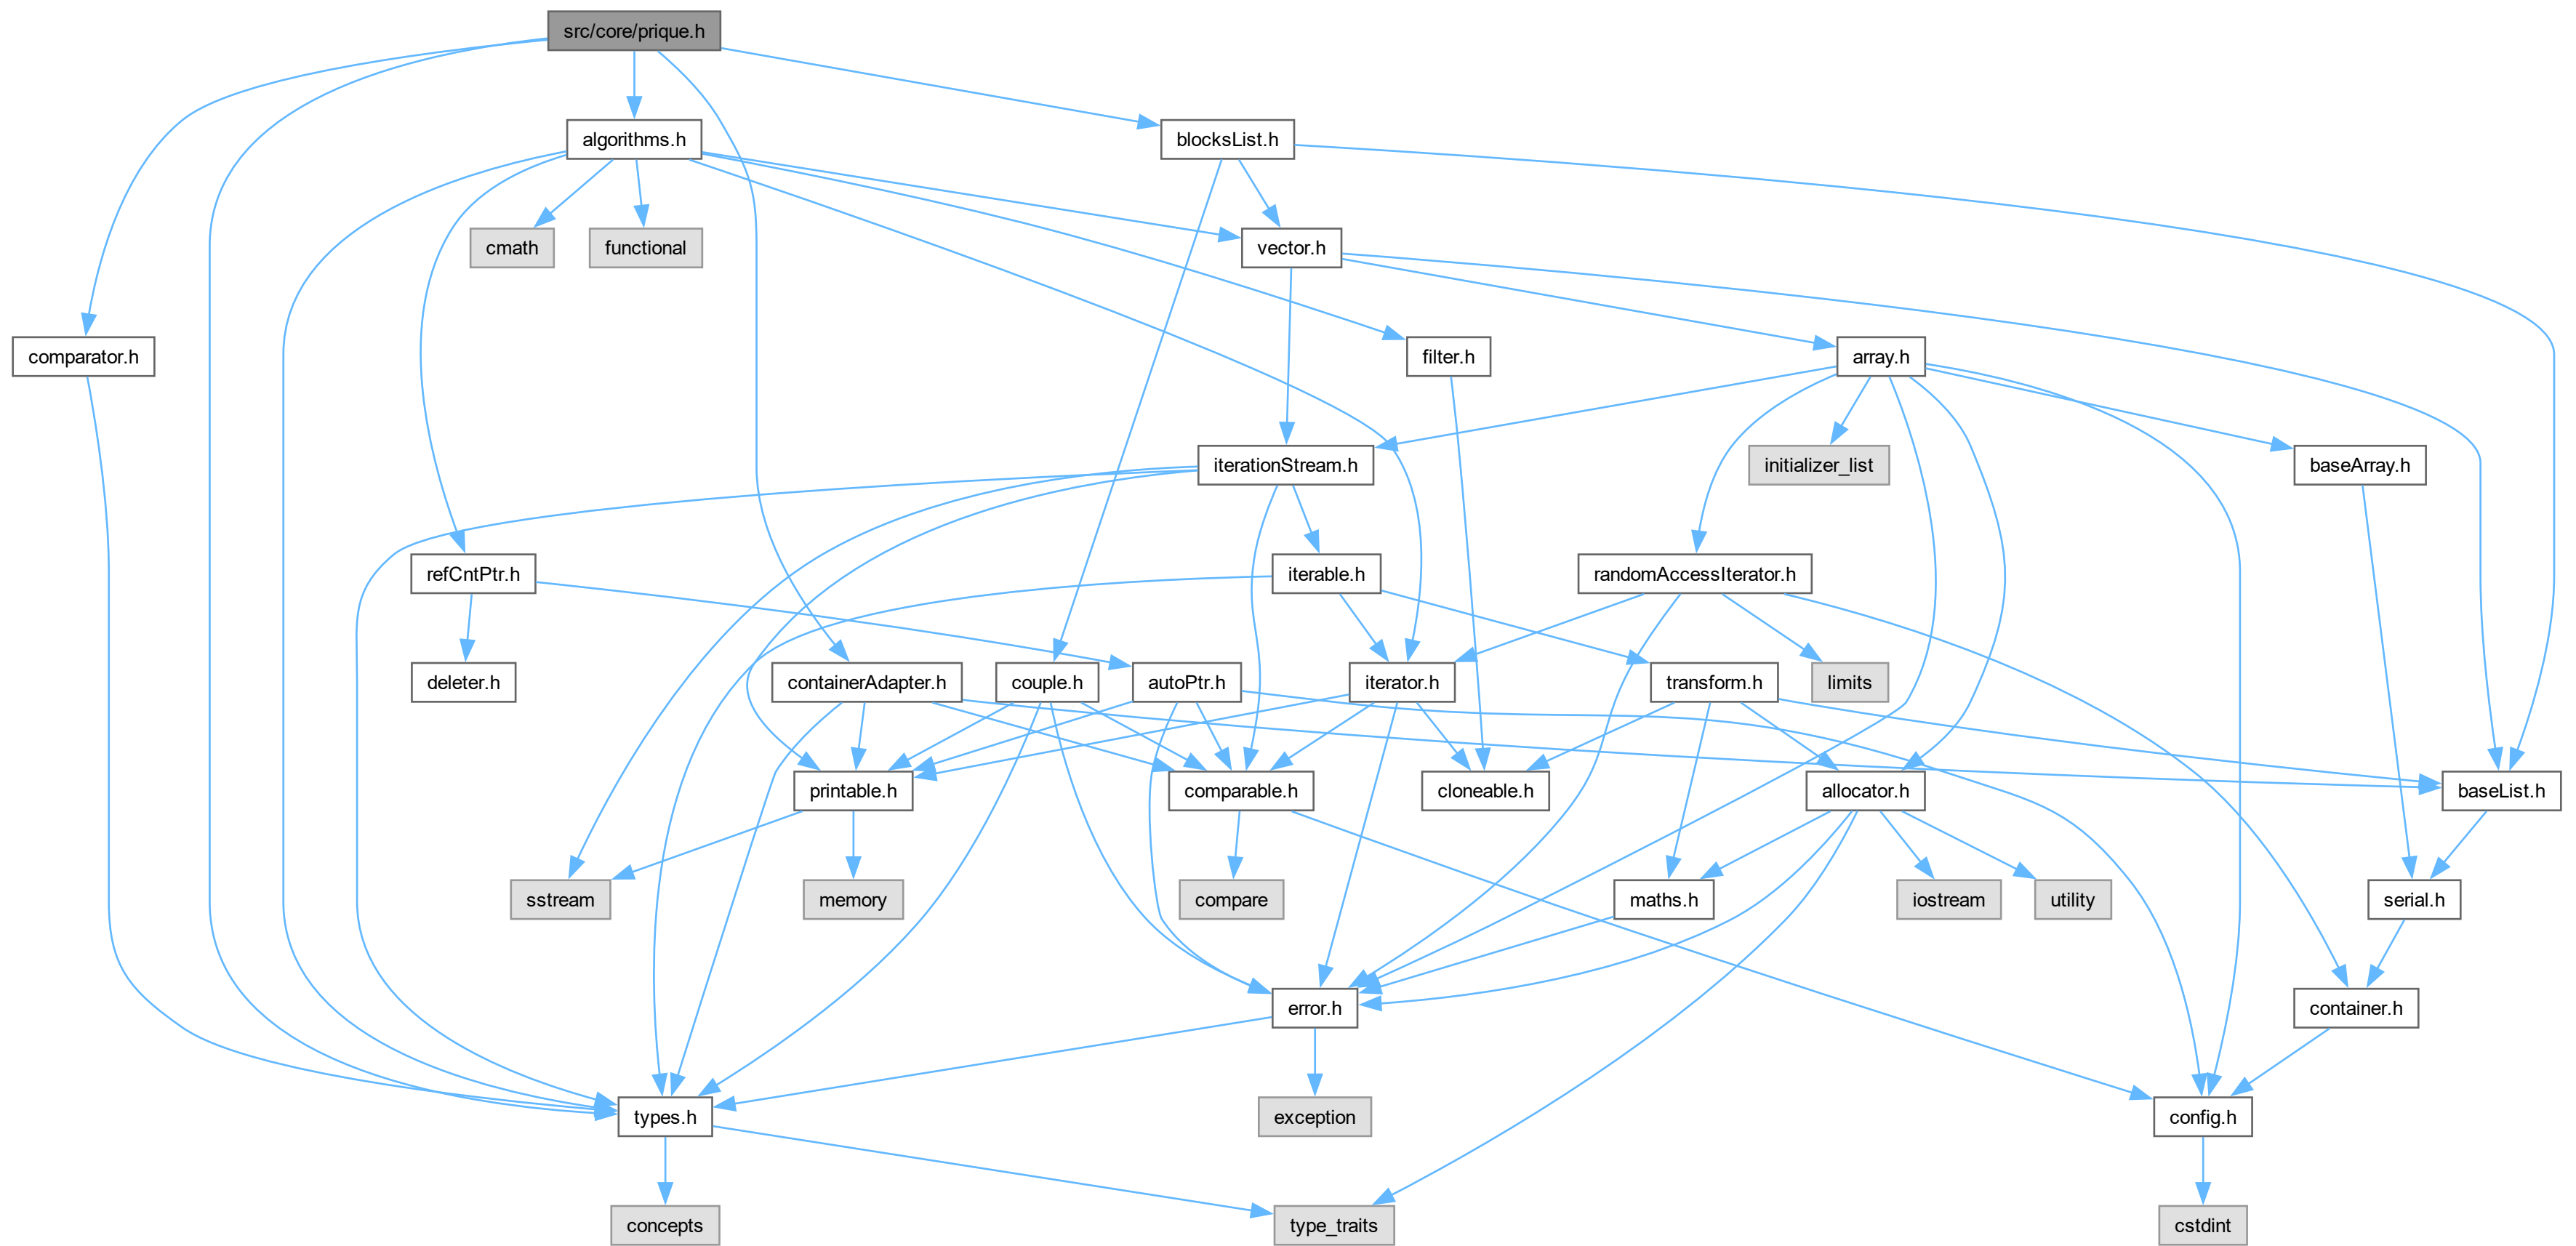 src/core/prique.h
algorithms.h
blocksList.h
cmath
functional
vector.h
comparator.h
filter.h
array.h
iterationStream.h
initializer_list
baseArray.h
refCntPtr.h
iterable.h
randomAccessIterator.h
deleter.h
containerAdapter.h
couple.h
autoPtr.h
iterator.h
transform.h
limits
printable.h
comparable.h
cloneable.h
allocator.h
baseList.h
sstream
memory
compare
maths.h
iostream
utility
serial.h
error.h
container.h
types.h
exception
config.h
concepts
type_traits
cstdint